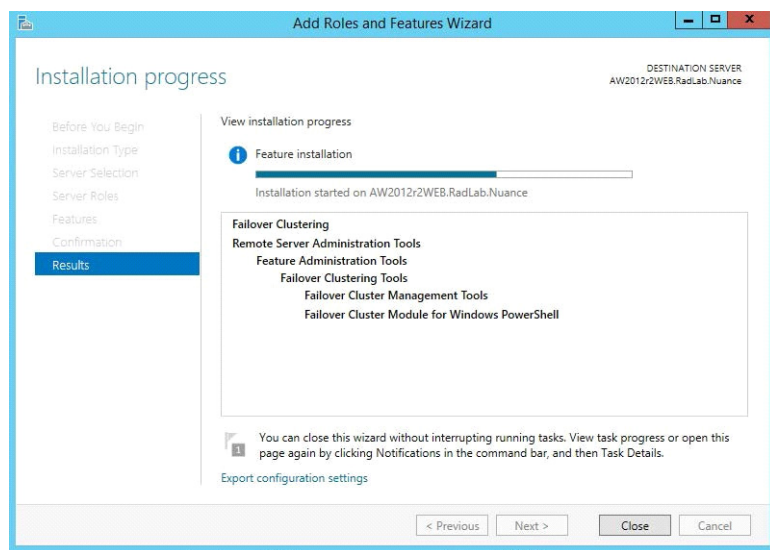 Add Roles and Features Wizard
Installation progress
DESTINATION SERVER
AW2012r2WEB.RadLab.Nuance
Before You Begin
Installation Type
Server Selection
Server Roles
Features
Confirmation
Results
View installation progress
Feature installation
Installation started on AW2012r2WEB.RadLab.Nuance
Failover Clustering
Remote Server Administration Tools
Feature Administration Tools
Failover Clustering Tools
Failover Cluster Management Tools
Failover Cluster Module for Windows PowerShell
1
You can close this wizard without interrupting running tasks. View task progress or open this
page again by clicking Notifications in the command bar, and then Task Details.
Export configuration settings
< Previous
Next >
Close
Cancel